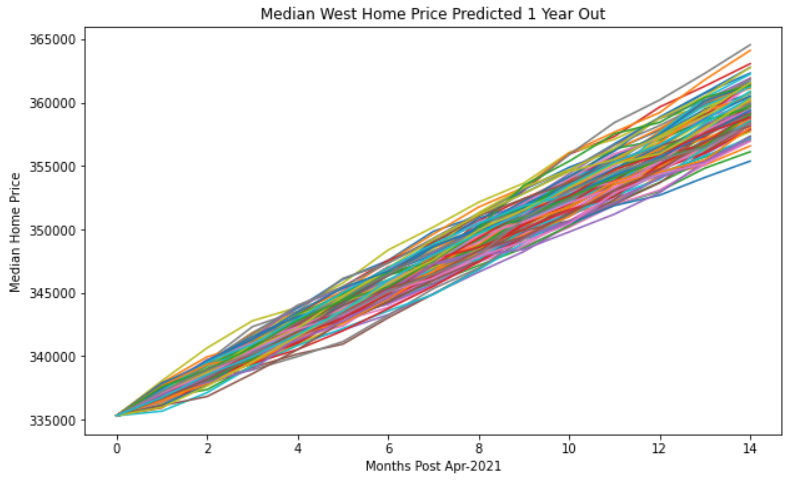 Median West Home Price Predicted 1 Year Out
365000
360000
355000
350000
345000
340000
335000
Median Home Price
0 2 4 6 8 10 12 14
Months Post Apr-2021